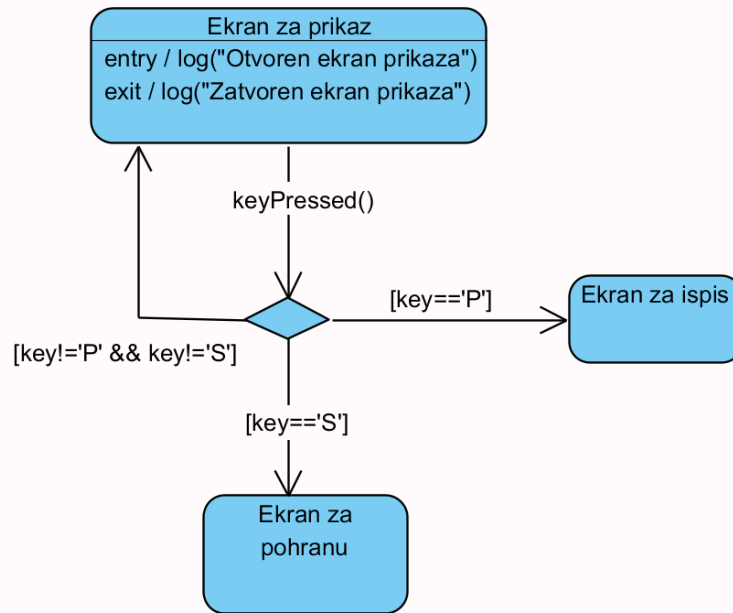 Ekran za prikaz
entry / log("Otvoren ekran prikaza")
exit / log("Zatvoren ekran prikaza")
keyPressed()
[key=='P']
Ekran za ispis
[key!='P' && key!='S']
[key=='S']
Ekran za
pohranu